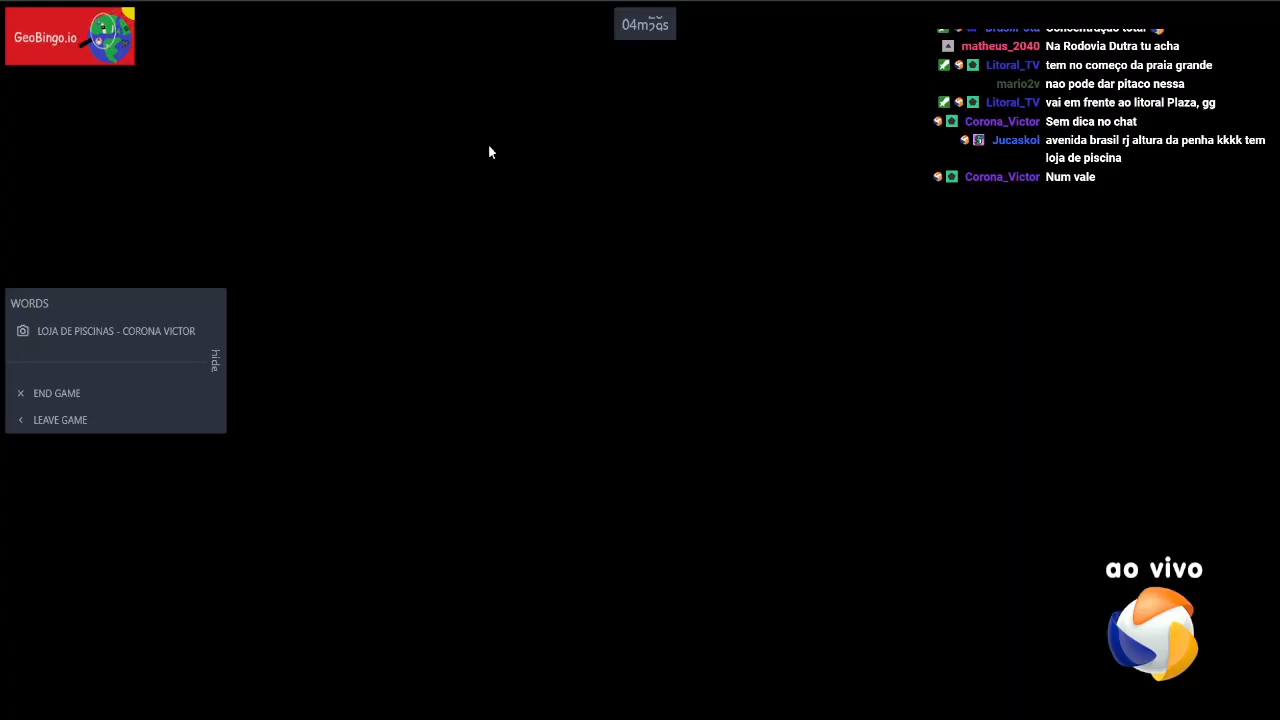 GeoBingo.io
04m
Concentração total
matheus_2040 Na Rodovia Dutra tu acha
Litoral_TV tem no começo da praia grande
mario2v nao pode dar pitaco nessa
Litoral_TV vai em frente ao litoral Plaza, gg
Corona_Victor Sem dica no chat
Jucaskol avenida brasil rj altura da penha kkkk tem
loja de piscina
Corona_Victor Num vale
WORDS
LOJA DE PISCINAS - CORONA VICTOR
hide
END GAME
LEAVE GAME
ao vivo